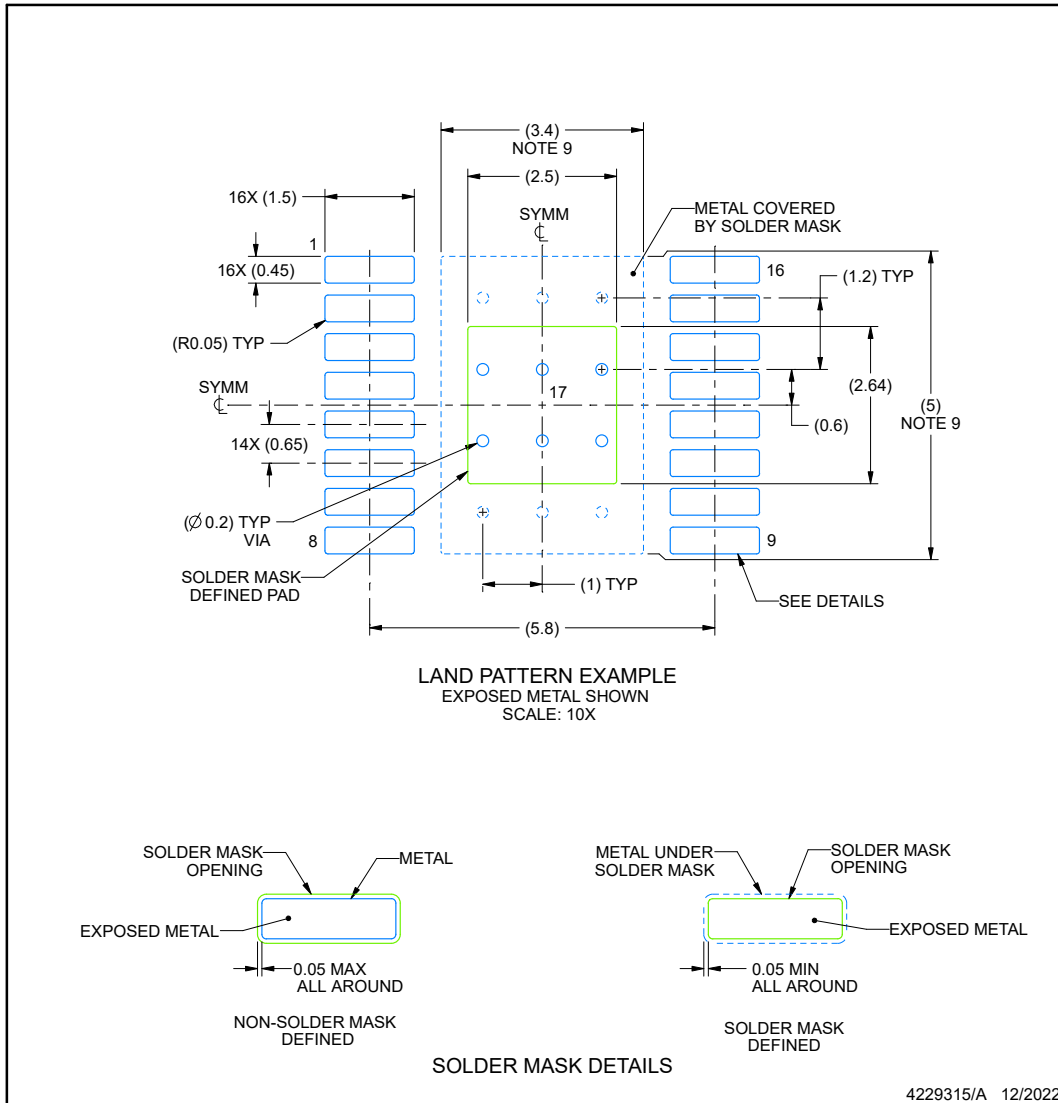 (3.4)
NOTE 9
(2.5)
16X (1.5)
SYMM
℄
METAL COVERED
BY SOLDER MASK
1
16
16X (0.45)
(1.2) TYP
(R0.05) TYP
SYMM
℄
17
(2.64)
(5)
NOTE 9
(0.6)
14X (0.65)
(Ø 0.2) TYP
VIA
8
9
SOLDER MASK
DEFINED PAD
(1) TYP
SEE DETAILS
(5.8)
LAND PATTERN EXAMPLE
EXPOSED METAL SHOWN
SCALE: 10X
SOLDER MASK
OPENING
METAL
EXPOSED METAL
0.05 MAX
ALL AROUND
NON-SOLDER MASK
DEFINED
METAL UNDER
SOLDER MASK
SOLDER MASK
OPENING
EXPOSED METAL
0.05 MIN
ALL AROUND
SOLDER MASK
DEFINED
SOLDER MASK DETAILS
4229315/A 12/2022